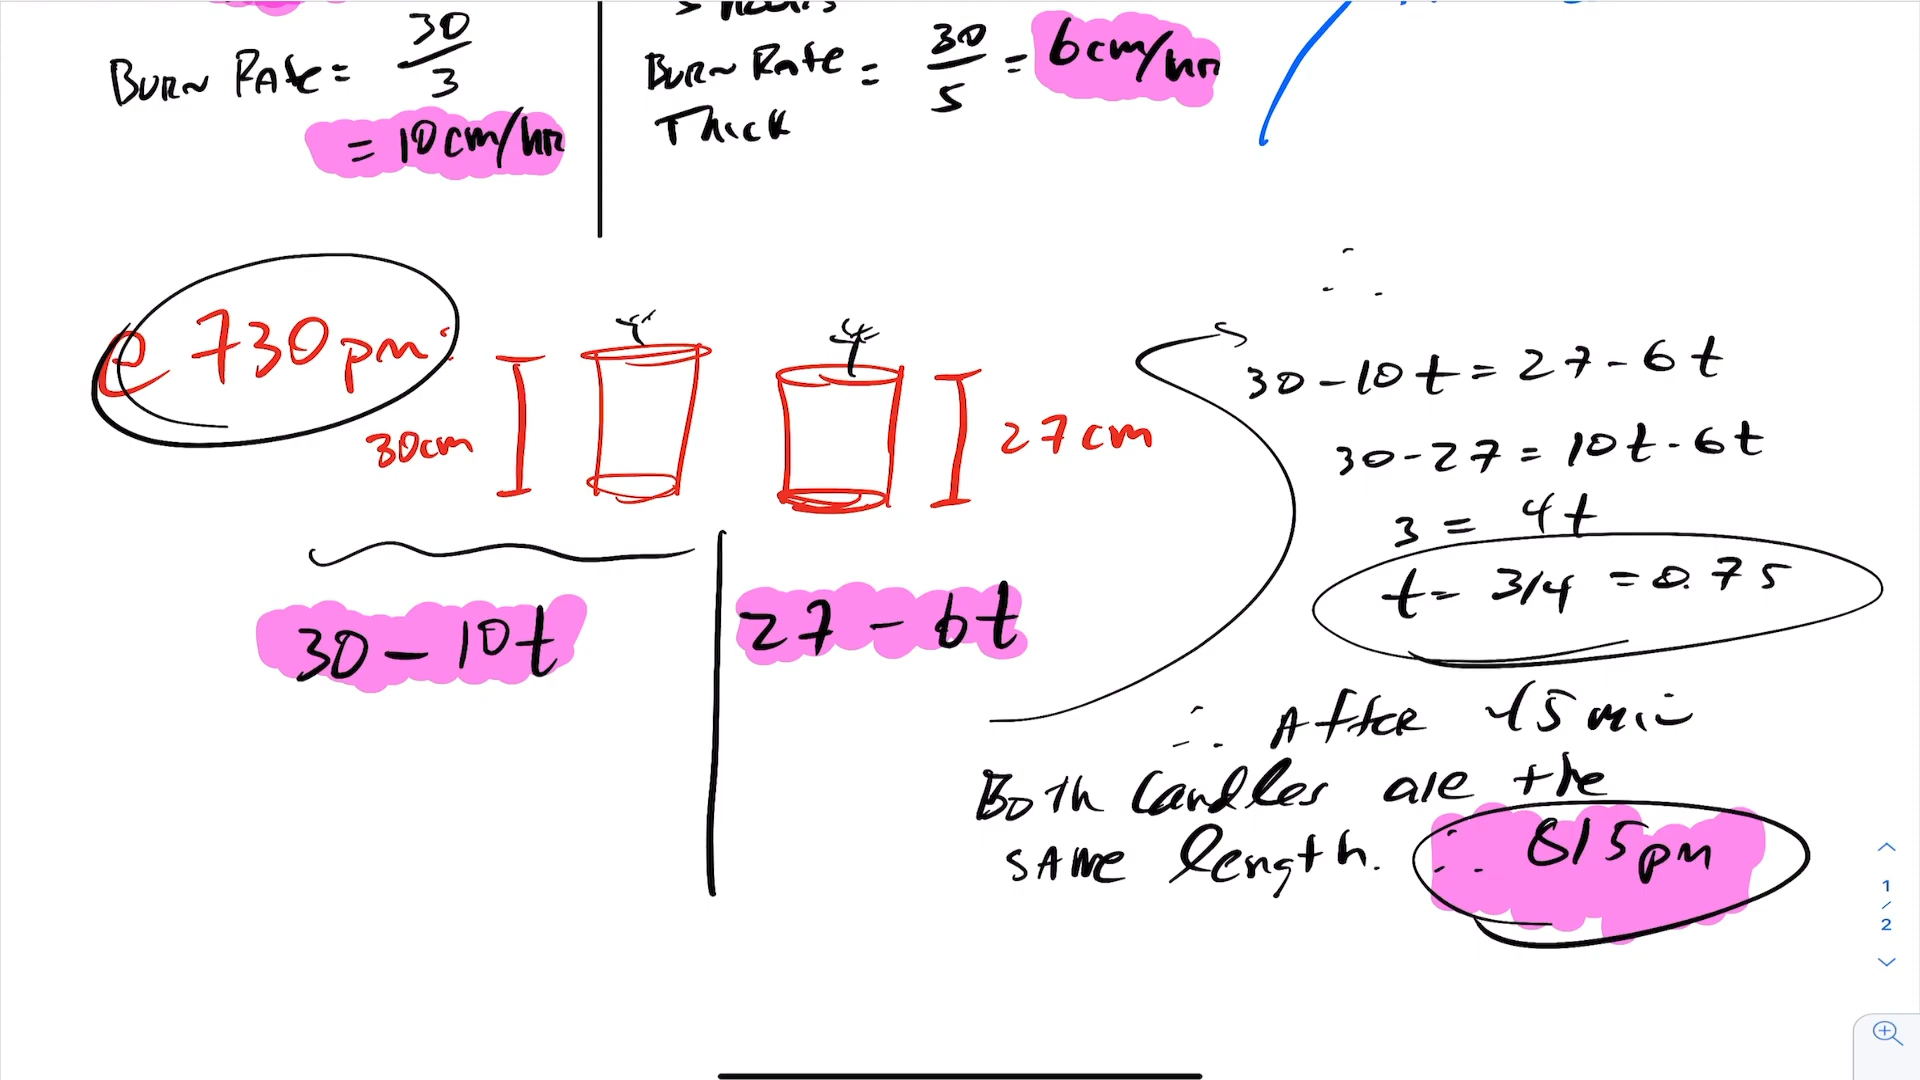 Burn Rate = 30/3
= 10cm/hr
Burn Rate = 30/5 = 6cm/hr
Thick
@ 730pm:
30cm
27cm
30-10t
27-6t
∴
30-10t=27-6t
30-27=10t-6t
3 = 4t
t= 3/4 =0.75
∴ After 45 min
Both Candles are the
same length. ∴ 815pm
1
/
2